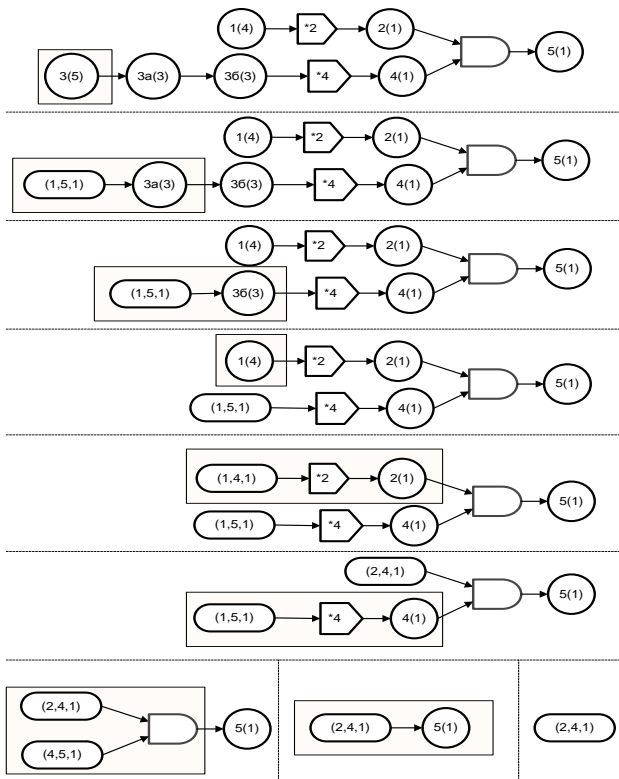 1(4) *2 2(1)
5(1)
3(5) 3а(3) 3б(3) *4 4(1)
1(4) *2 2(1)
5(1)
(1,5,1) 3а(3) 3б(3) *4 4(1)
1(4) *2 2(1)
5(1)
(1,5,1) 3б(3) *4 4(1)
1(4) *2 2(1)
5(1)
(1,5,1) *4 4(1)
(1,4,1) *2 2(1)
5(1)
(1,5,1) *4 4(1)
(2,4,1)
5(1)
(1,5,1) *4 4(1)
(2,4,1)
5(1) (2,4,1) 5(1) (2,4,1)
(4,5,1)